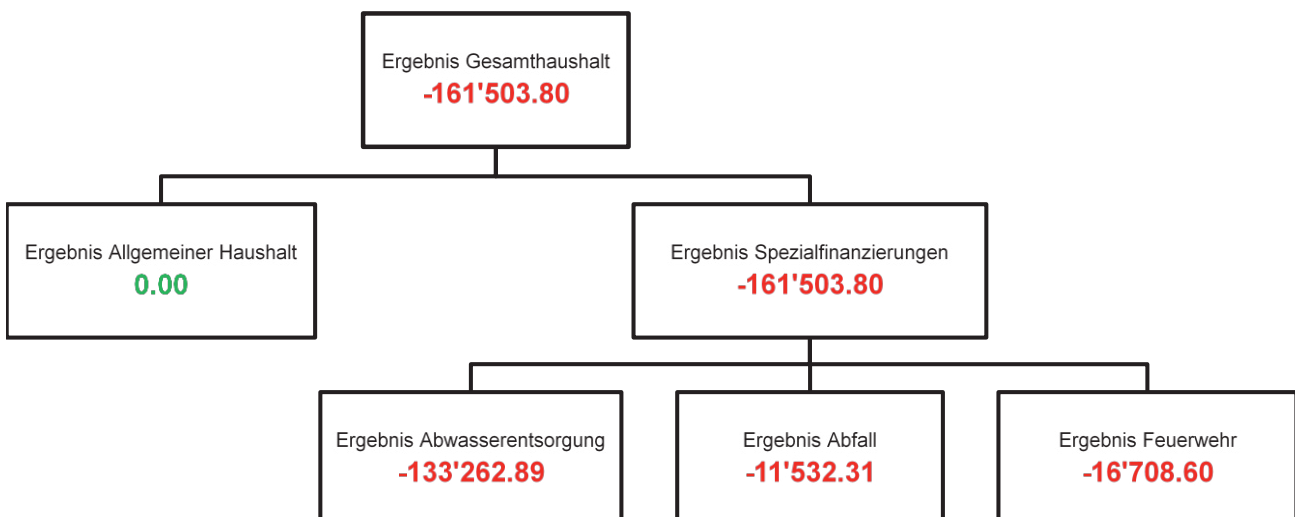 Ergebnis Gesamthaushalt
-161'503.80
Ergebnis Allgemeiner Haushalt
0.00
Ergebnis Spezialfinanzierungen
-161'503.80
Ergebnis Abwasserentsorgung
-133'262.89
Ergebnis Abfall
-11'532.31
Ergebnis Feuerwehr
-16'708.60